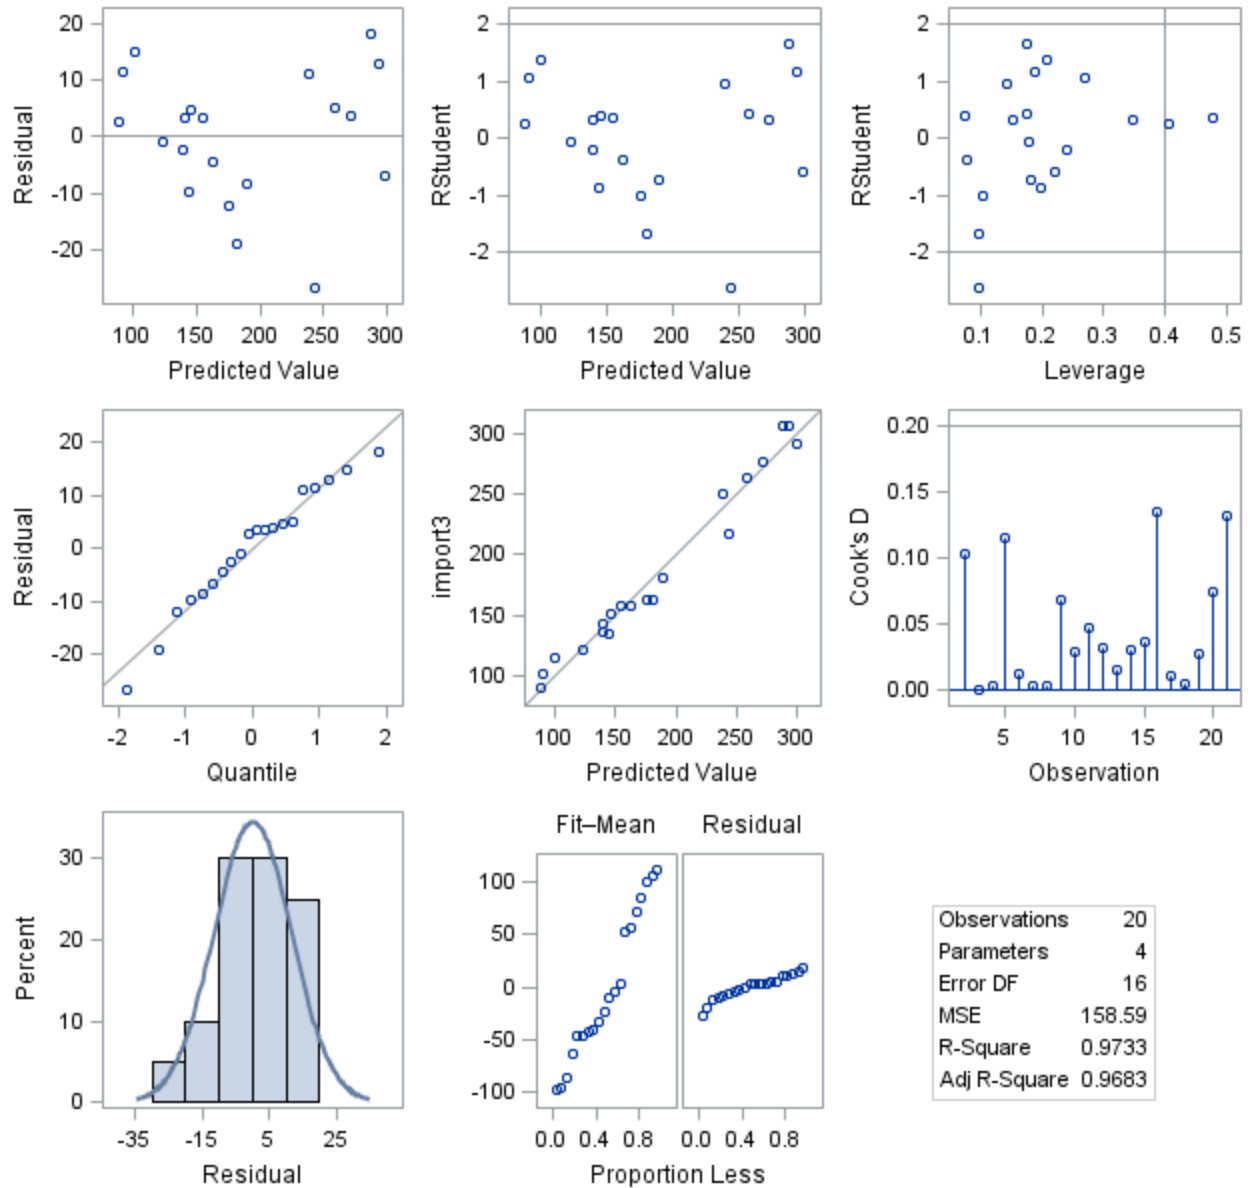 20
10
0
-10
-20
Residual
100 150 200 250 300
Predicted Value
2
1
0
-1
-2
RStudent
100 150 200 250 300
Predicted Value
2
1
0
-1
-2
RStudent
0.1 0.2 0.3 0.4 0.5
Leverage
20
10
0
-10
-20
Residual
-2 -1 0 1 2
Quantile
300
250
200
150
100
import3
100 150 200 250 300
Predicted Value
0.20
0.15
0.10
0.05
0.00
Cook's D
5 10 15 20
Observation
30
20
10
0
Percent
-35 -15 5 25
Residual
Fit–Mean Residual
100
50
0
-50
-100
0.0 0.4 0.8 0.0 0.4 0.8
Proportion Less
Observations 20
Parameters 4
Error DF 16
MSE 158.59
R-Square 0.9733
Adj R-Square 0.9683